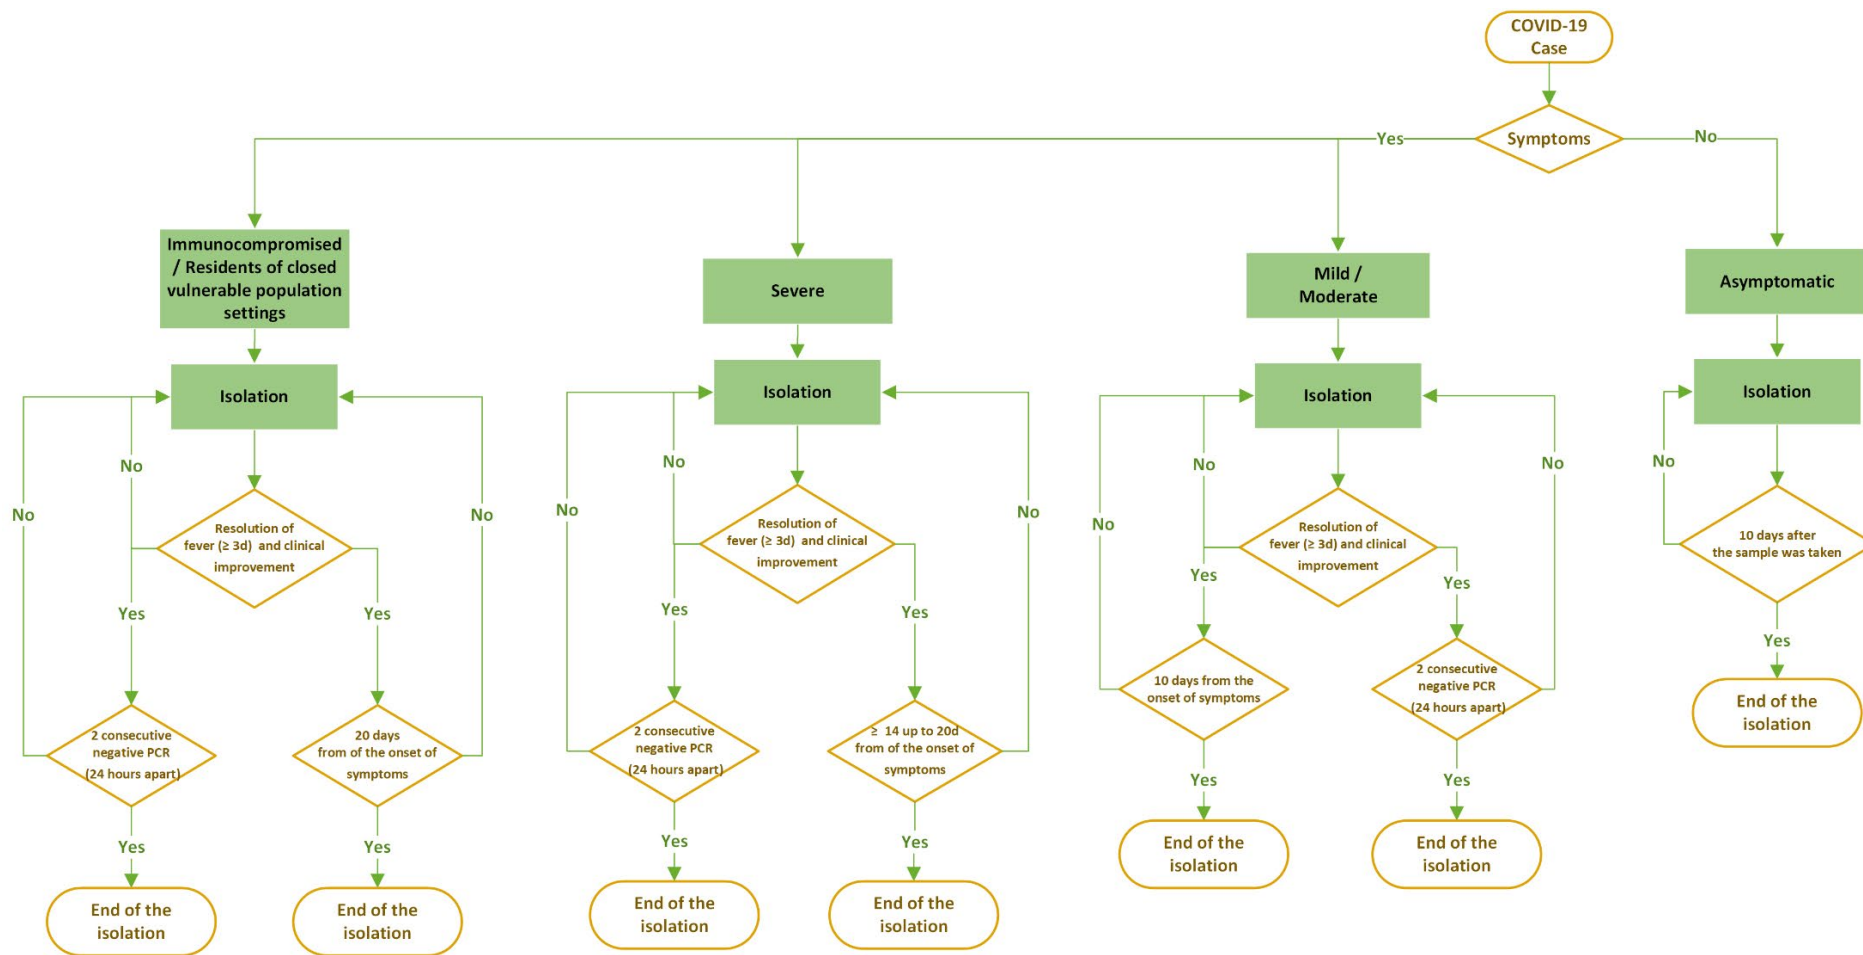 COVID-19
Case
Symptoms
Yes
No
Immunocompromised
/ Residents of closed
vulnerable population
settings
Isolation
No
No
No
Resolution of
fever (≥ 3d)  and clinical
improvement
Yes
Yes
2 consecutive
negative PCR
(24 hours apart)
20 days
from of the onset of
symptoms
Yes
Yes
End of the
isolation
End of the
isolation
Severe
Isolation
No
No
No
Resolution of
fever (≥ 3d)  and clinical
improvement
Yes
Yes
2 consecutive
negative PCR
(24 hours apart)
≥  14 up to 20d
from of the onset of
symptoms
Yes
Yes
End of the
isolation
End of the
isolation
Mild /
Moderate
Isolation
No
No
No
Resolution of
fever (≥ 3d) and clinical
improvement
Yes
Yes
10 days from the
onset of symptoms
2 consecutive
negative PCR
(24 hours apart)
Yes
Yes
End of the
isolation
End of the
isolation
Asymptomatic
Isolation
No
10 days after
the sample was taken
Yes
End of the
isolation